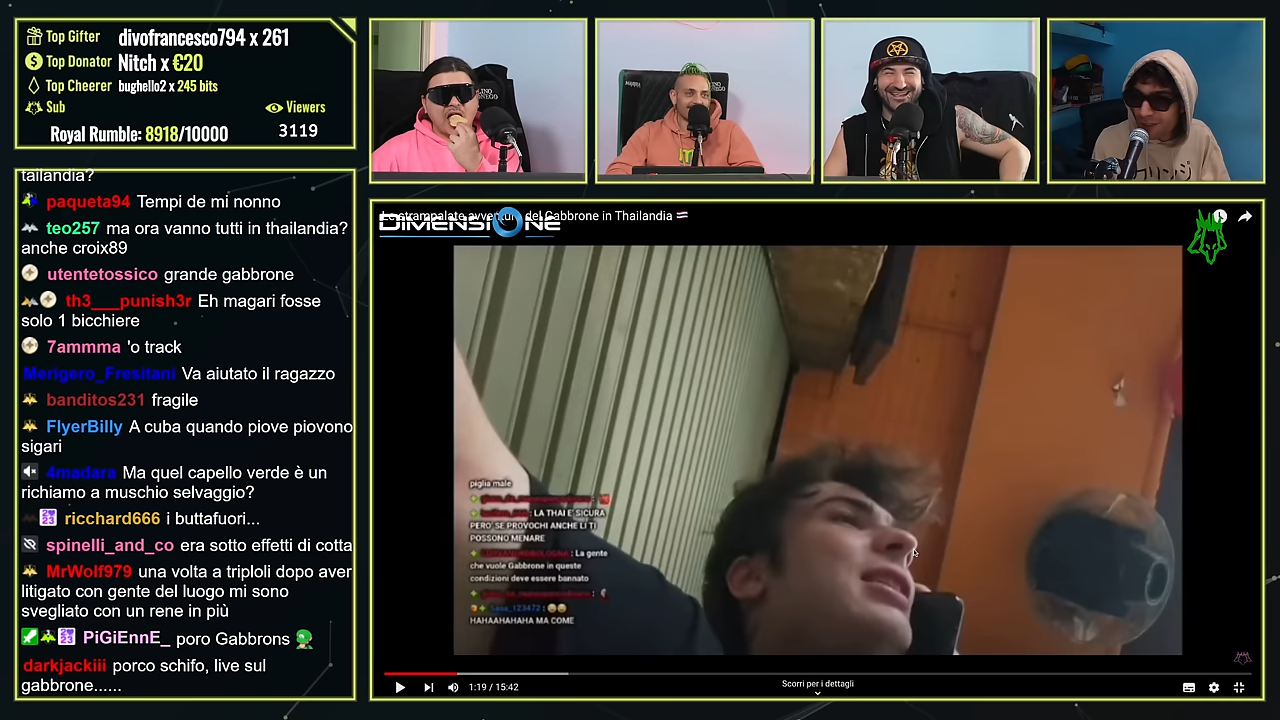 Top Gifter divofrancesco794 x 261
Top Donator Nitch x €20
Top Cheerer bughello2 x 245 bits
Sub
Viewers
Royal Rumble: 8918/10000
3119
tailandia?
paqueta94 Tempi de mi nonno
teo257 ma ora vanno tutti in thailandia?
anche croix89
utentetossico grande gabbrone
th3___punish3r Eh magari fosse
solo 1 bicchiere
7ammma 'o track
Merigero_Fresitani Va aiutato il ragazzo
banditos231 fragile
FlyerBilly A cuba quando piove piovono
sigari
4madara Ma quel capello verde è un
richiamo a muschio selvaggio?
ricchard666 i buttafuori...
spinelli_and_co era sotto effetti di cotta
MrWolf979 una volta a triploli dopo aver
litigato con gente del luogo mi sono
svegliato con un rene in più
PiGiEnnE_ poro Gabbrons
darkjackiii porco schifo, live sul
gabbrone......
Le strampalate avventure del Gabbrone in Thailandia
DIMENSIONE
piglia male
: LA THAI E' SICURA
PERO' SE PROVOCHI ANCHE LI TI
POSSONO MENARE
: La gente
che vuole Gabbrone in queste
condizioni deve essere bannato
Sasa_123472 :
HAHAAHAHAHA MA COME
1:19 / 15:42
Scorri per i dettagli